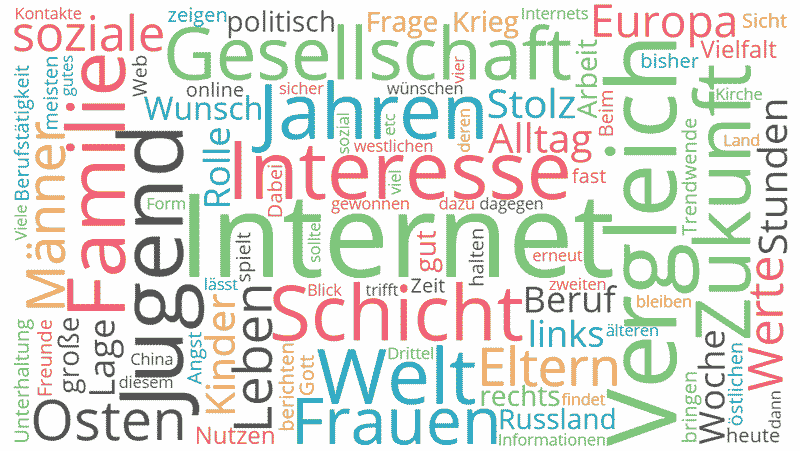 Kontakte
zeigen
politisch
Frage
Krieg
Internets
Europa
Sicht
soziale
Gesellschaft
Vielfalt
bisher
Arbeit
vier
Web
gutes
meisten
Berufstätigkeit
Familie
online
sicher
wünschen
Wunsch
Jahren
Stolz
Kirche
Vergleich
Zukunft
Beim
Alltag
deren
etc
sozial
westlichen
Land
Trendwende
Stunden
Männer
Jugend
Rolle
Interesse
fast
viel
Dabei
Viele
Form
gewonnen
dazu
dagegen
Internet
sollte
spielt
gut
halten
erneut
lässt
Blick
trifft
Zeit
zweiten
Schicht
Beruf
bleiben
Werte
Unterhaltung
Freunde
große
Lage
China
diesem
Angst
Kinder
Leben
links
älteren
Woche
östlichen
Drittel
Welt
Eltern
Gott
berichten
rechts
findet
bringen
dann
Osten
Nutzen
Frauen
Russland
Informationen
heute